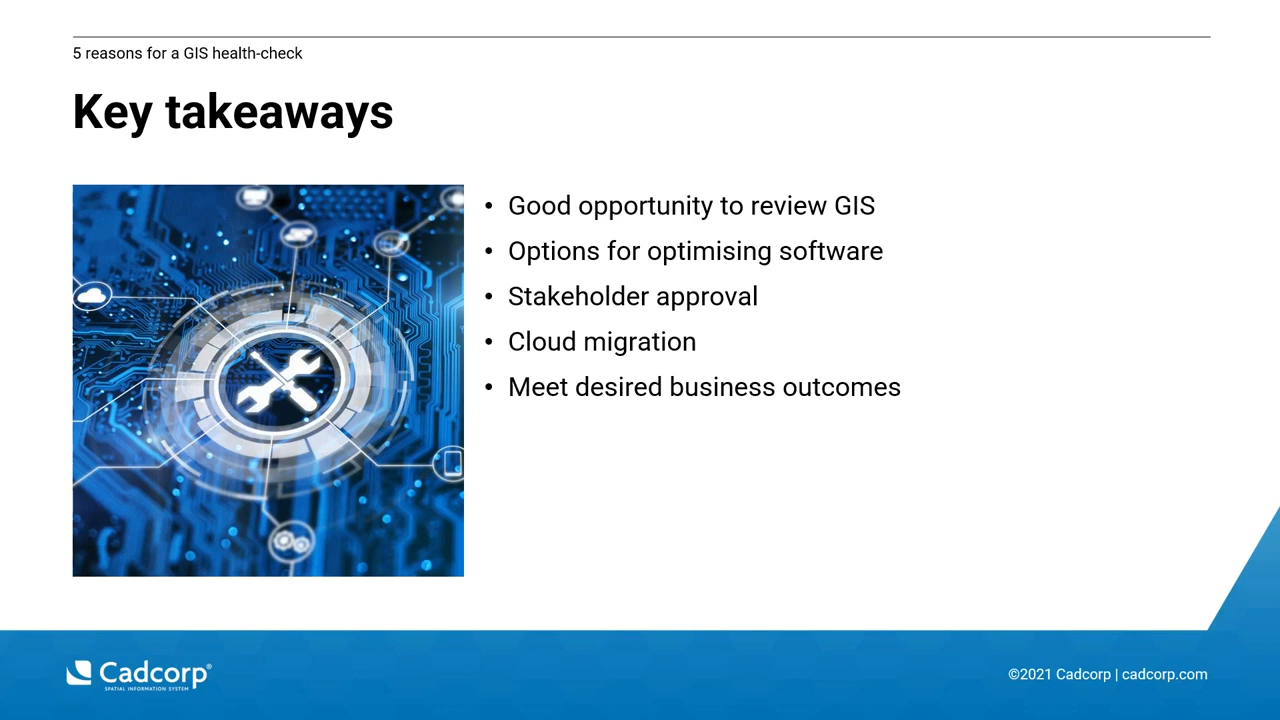 5 reasons for a GIS health-check
Key takeaways
• Good opportunity to review GIS
• Options for optimising software
• Stakeholder approval
• Cloud migration
• Meet desired business outcomes
Cadcorp®
SPATIAL INFORMATION SYSTEM
©2021 Cadcorp | cadcorp.com